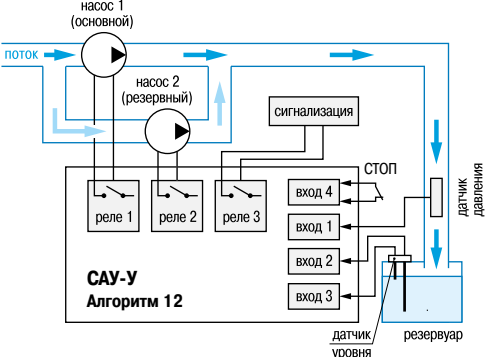 насос 1
(основной)
поток
насос 2
(резервный)
сигнализация
СТОП
реле 1
реле 2
реле 3
вход 4
вход 1
вход 2
вход 3
датчик
давления
САУ-У
Алгоритм 12
датчик
уровня
резервуар